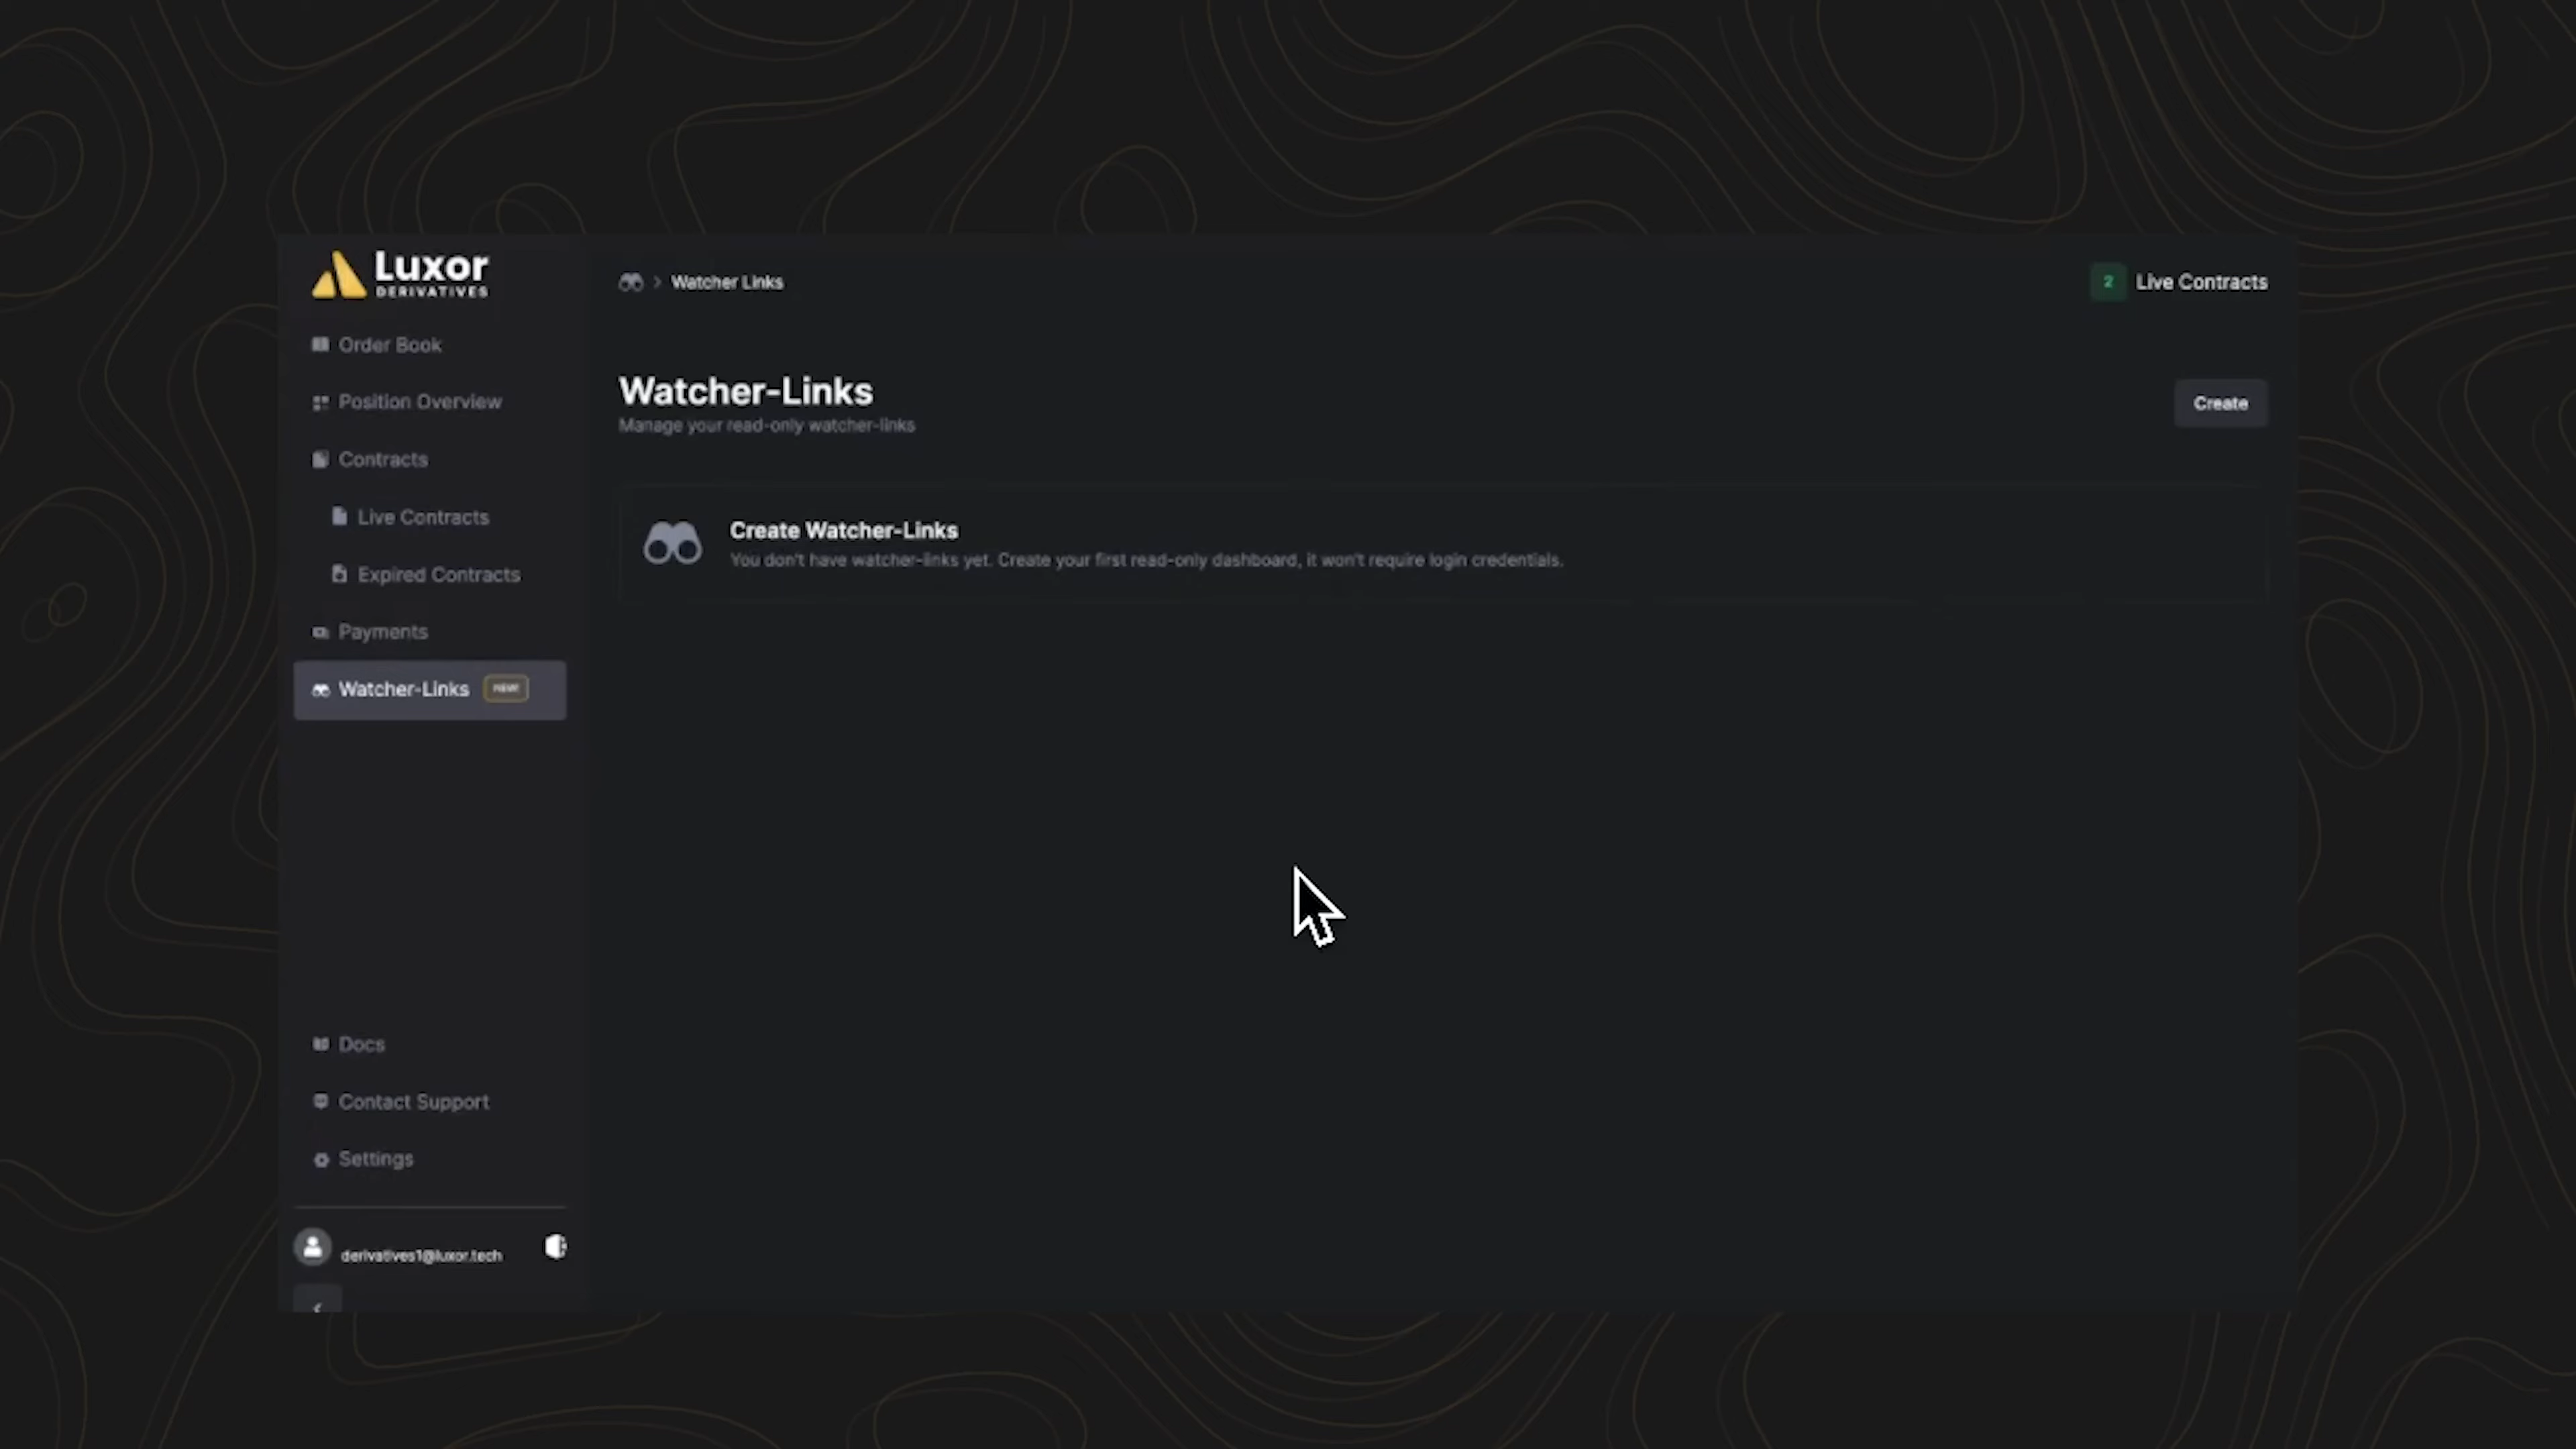 Luxor
DERIVATIVES
Order Book
Position Overview
Contracts
Live Contracts
Expired Contracts
Payments
Watcher-Links NEW!
Docs
Contact Support
Settings
derivatives1@luxor.tech
> Watcher Links
2 Live Contracts
Watcher-Links
Manage your read-only watcher-links
Create
Create Watcher-Links
You don't have watcher-links yet. Create your first read-only dashboard, it won't require login credentials.